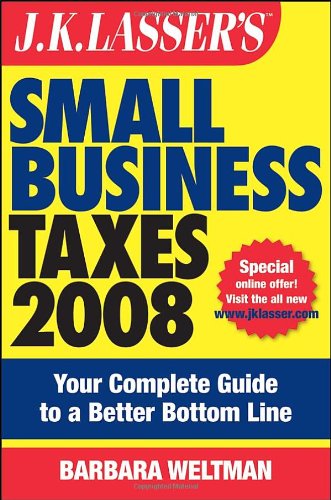 J.K.LASSER'S™
SMALL
BUSINESS
TAXES
2008
Special
online offer!
Visit the all new
www.jklasser.com
Your Complete Guide
to a Better Bottom Line
BARBARA WELTMAN